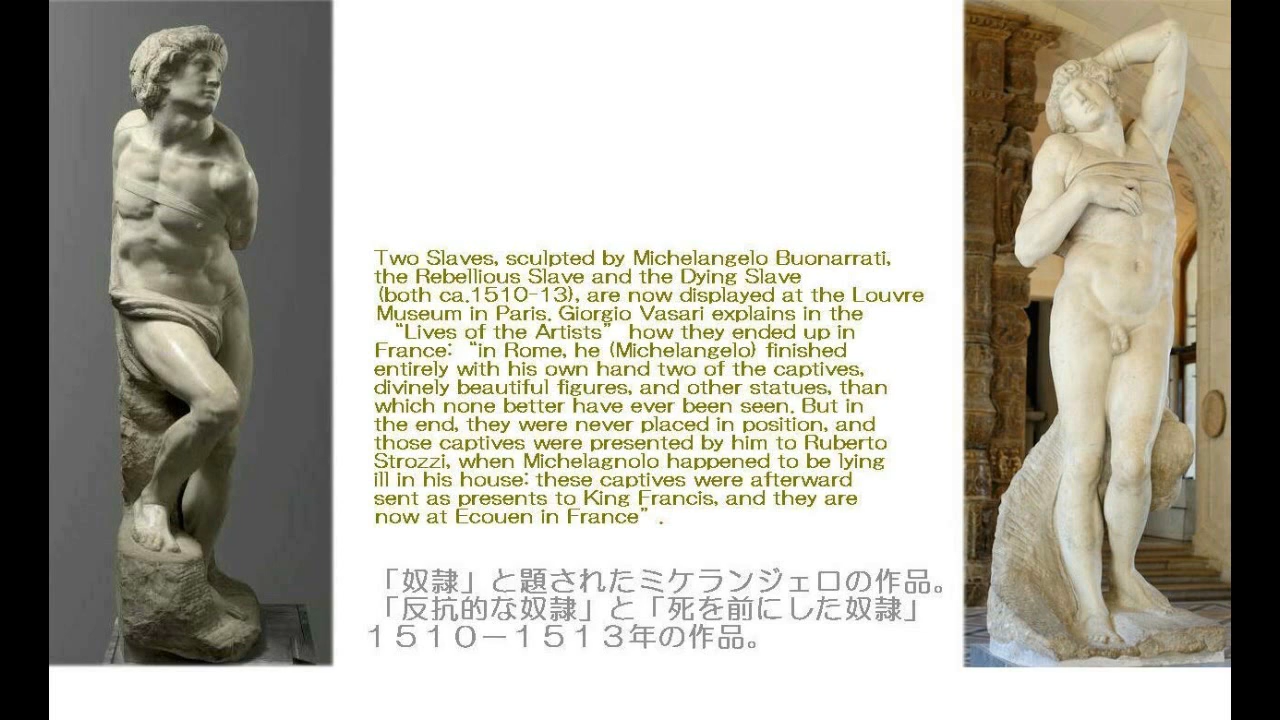 Two Slaves, sculpted by Michelangelo Buonarrati,
the Rebellious Slave and the Dying Slave
(both ca.1510-13), are now displayed at the Louvre
Museum in Paris. Giorgio Vasari explains in the
“Lives of the Artists” how they ended up in
France: “in Rome, he (Michelangelo) finished
entirely with his own hand two of the captives,
divinely beautiful figures, and other statues, than
which none better have ever been seen. But in
the end, they were never placed in position, and
those captives were presented by him to Ruberto
Strozzi, when Michelagnolo happened to be lying
ill in his house: these captives were afterward
sent as presents to King Francis, and they are
now at Ecouen in France”.
「奴隷」と題されたミケランジェロの作品。
「反抗的な奴隷」と「死を前にした奴隷」
１５１０－１５１３年の作品。